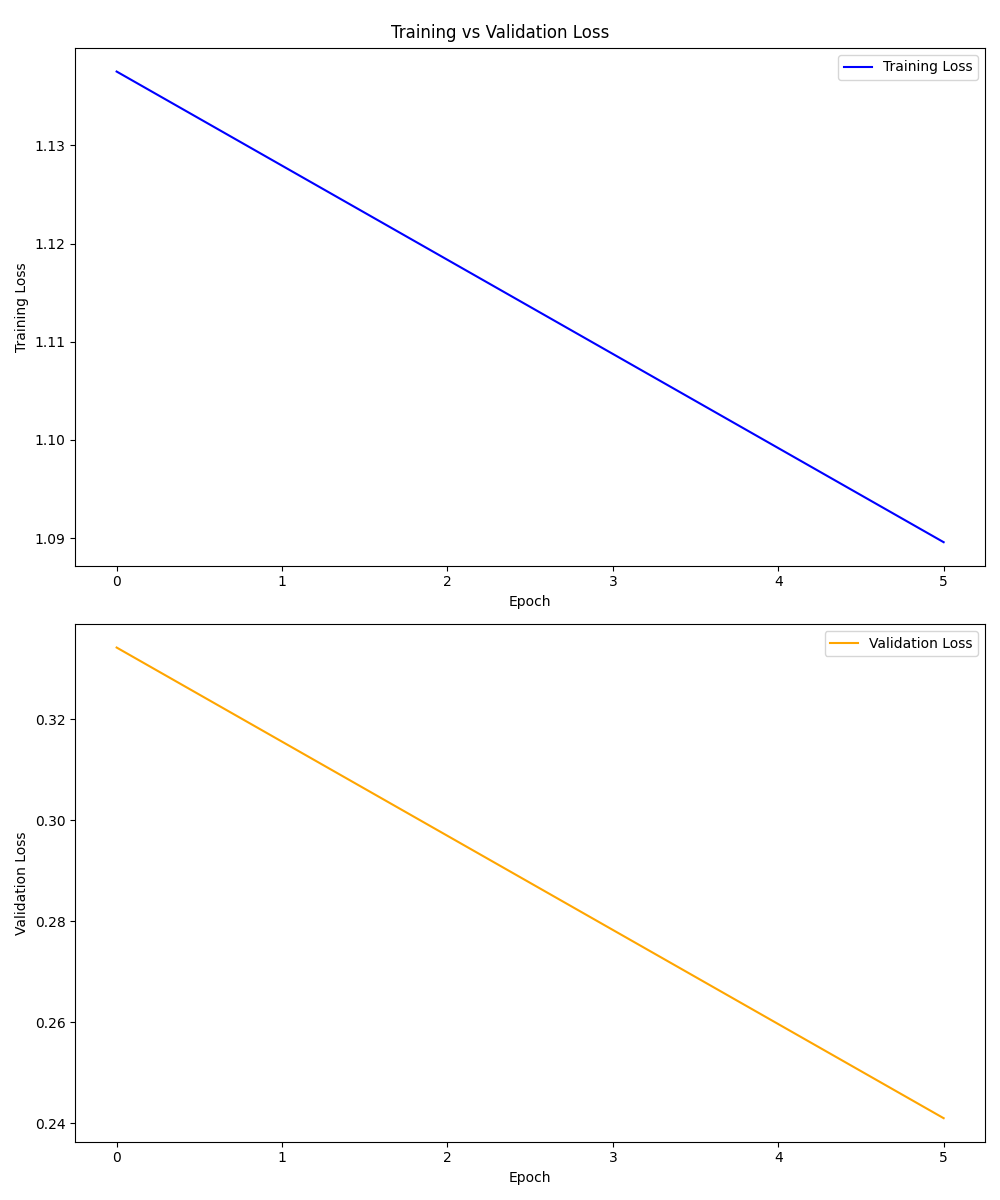 Training vs Validation Loss
Training Loss
1.13
1.12
1.11
1.10
1.09
Training Loss
0 1 2 3 4 5
Epoch
Validation Loss
0.32
0.30
0.28
0.26
0.24
Validation Loss
0 1 2 3 4 5
Epoch